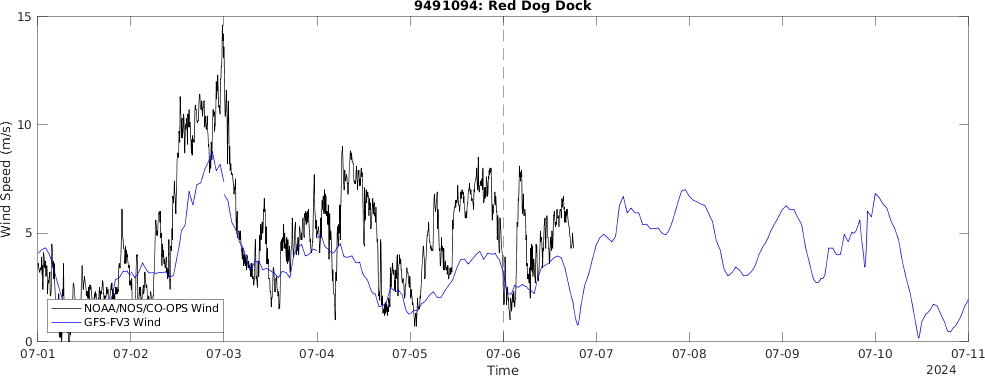 9491094: Red Dog Dock
15
10
5
0
Wind Speed (m/s)
NOAA/NOS/CO-OPS Wind
GFS-FV3 Wind
07-01 07-02 07-03 07-04 07-05 07-06 07-07 07-08 07-09 07-10 07-11
Time
2024